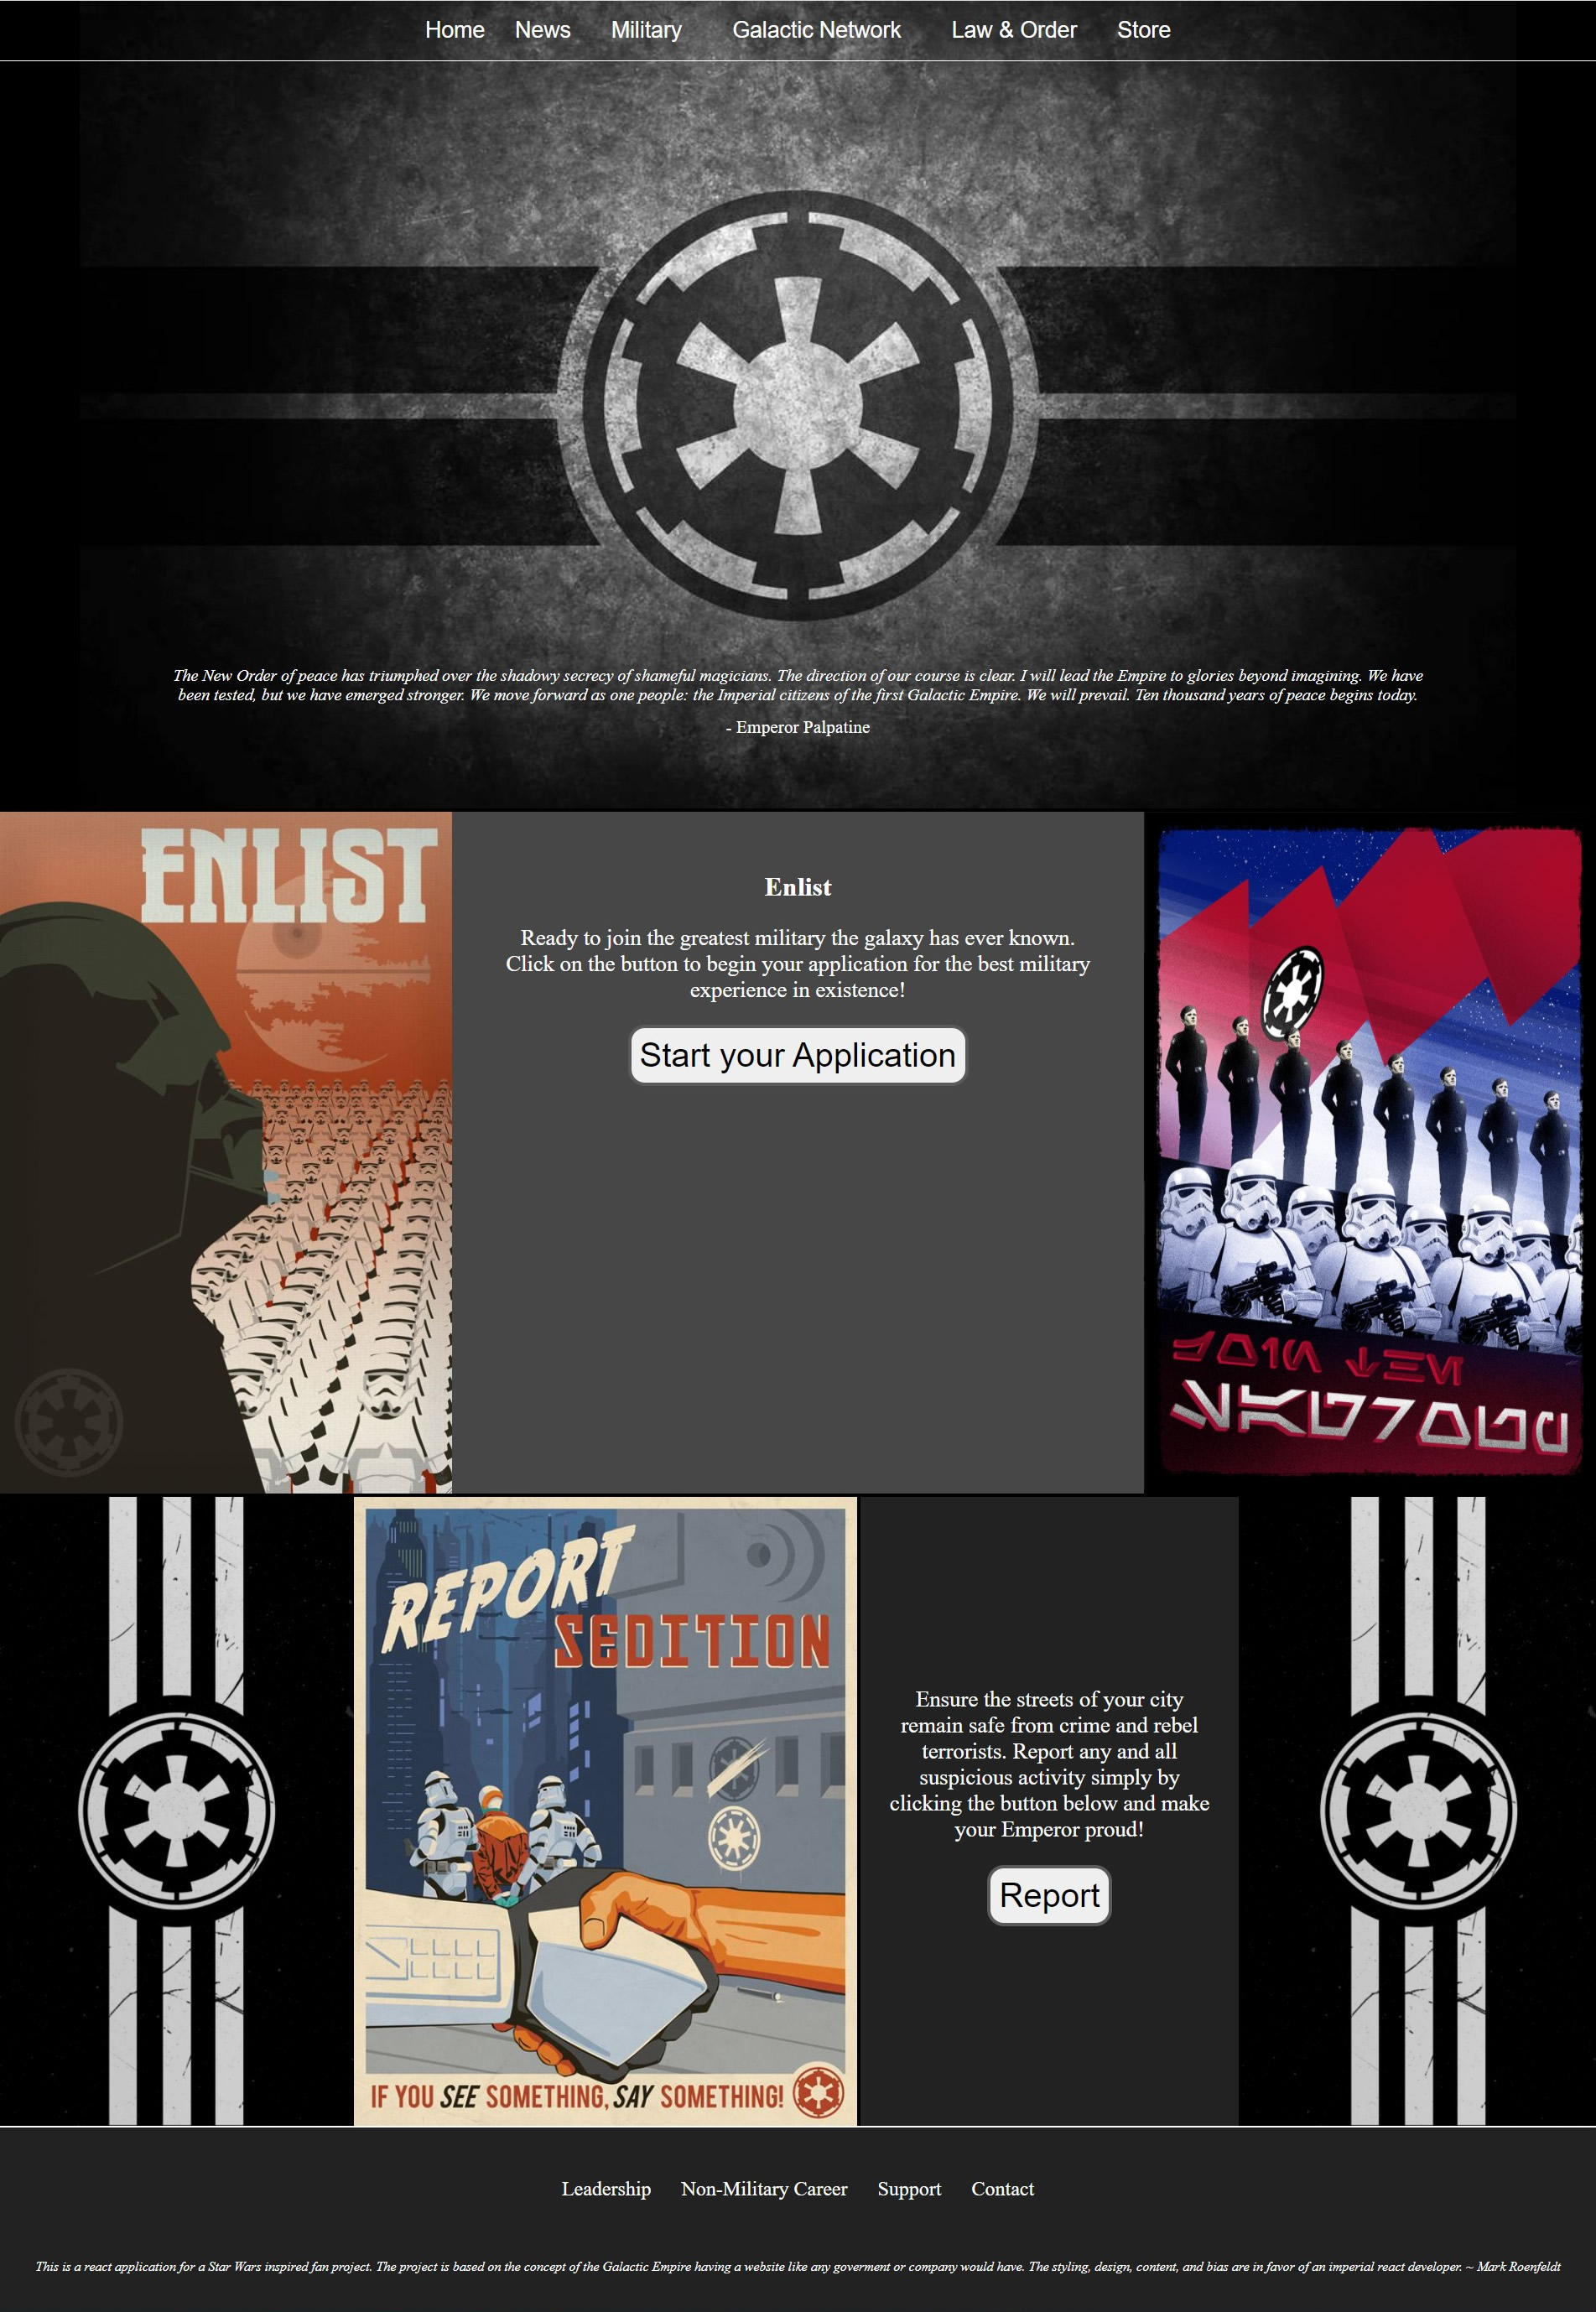 Home News Military Galactic Network Law & Order Store
The New Order of peace has triumphed over the shadowy secrecy of shameful magicians. The direction of our course is clear. I will lead the Empire to glories beyond imagining. We have
been tested, but we have emerged stronger. We move forward as one people: the Imperial citizens of the first Galactic Empire. We will prevail. Ten thousand years of peace begins today.
- Emperor Palpatine
ENLIST
Enlist
Ready to join the greatest military the galaxy has ever known.
Click on the button to begin your application for the best military
experience in existence!
Start your Application
REPORT
SEDITION
IF YOU SEE SOMETHING, SAY SOMETHING!
Ensure the streets of your city
remain safe from crime and rebel
terrorists. Report any and all
suspicious activity simply by
clicking the button below and make
your Emperor proud!
Report
Leadership Non-Military Career Support Contact
This is a react application for a Star Wars inspired fan project. The project is based on the concept of the Galactic Empire having a website like any goverment or company would have. The styling, design, content, and bias are in favor of an imperial react developer. ~ Mark Roenfeldt